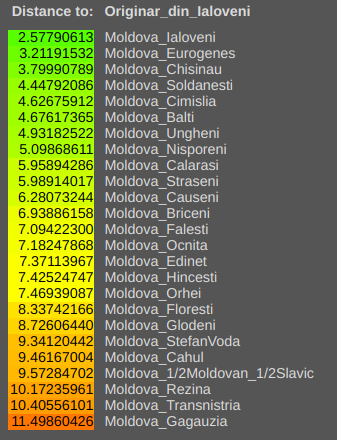 Distance to: Originar_din_Ialoveni
2.57790613 Moldova_Ialoveni
3.21191532 Moldova_Eurogenes
3.79990789 Moldova_Chisinau
4.44792086 Moldova_Soldanesti
4.62675912 Moldova_Cimislia
4.67617365 Moldova_Balti
4.93182522 Moldova_Ungheni
5.09868611 Moldova_Nisporeni
5.95894286 Moldova_Calarasi
5.98914017 Moldova_Straseni
6.28073244 Moldova_Causeni
6.93886158 Moldova_Briceni
7.09422300 Moldova_Falesti
7.18247868 Moldova_Ocnita
7.37113967 Moldova_Edinet
7.42524747 Moldova_Hincesti
7.46939087 Moldova_Orhei
8.33742166 Moldova_Floresti
8.72606440 Moldova_Glodeni
9.34120442 Moldova_StefanVoda
9.46167004 Moldova_Cahul
9.57284702 Moldova_1/2Moldovan_1/2Slavic
10.17235961 Moldova_Rezina
10.40556101 Moldova_Transnistria
11.49860426 Moldova_Gagauzia